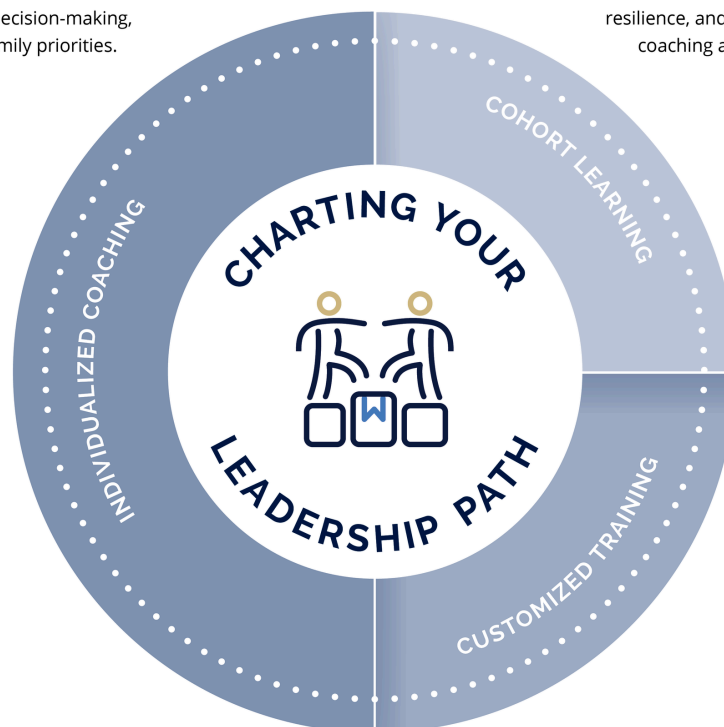 ecision-making,
mily priorities.
resilience, and
coaching a
COHORT LEARNING
INDIVIDUALIZED COACHING
CHARTING YOUR
LEADERSHIP PATH
CUSTOMIZED TRAINING